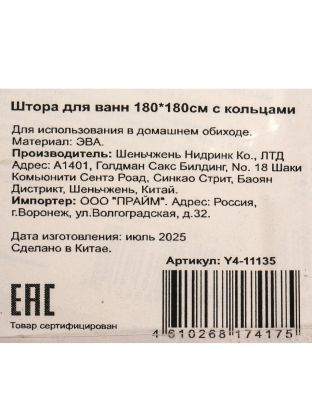 Штора для ванн 180*180см с кольцами
Для использования в домашнем обиходе.
Материал: ЭВА.
Производитель: Шеньчжень Нидринк Ко., ЛТД
Адрес: А1401, Голдман Сакс Билдинг, No. 18 Шаки
Комьюнити Сентэ Роад, Синкао Стрит, Баоян
Дистрикт, Шеньчжень, Китай.
Импортер: ООО "ПРАЙМ". Адрес: Россия,
г.Воронеж, ул.Волгоградская, д.32.
Дата изготовления: июль 2025
Сделано в Китае.
Артикул: Y4-11135
EAC
Товар сертифицирован
4 610268 174175